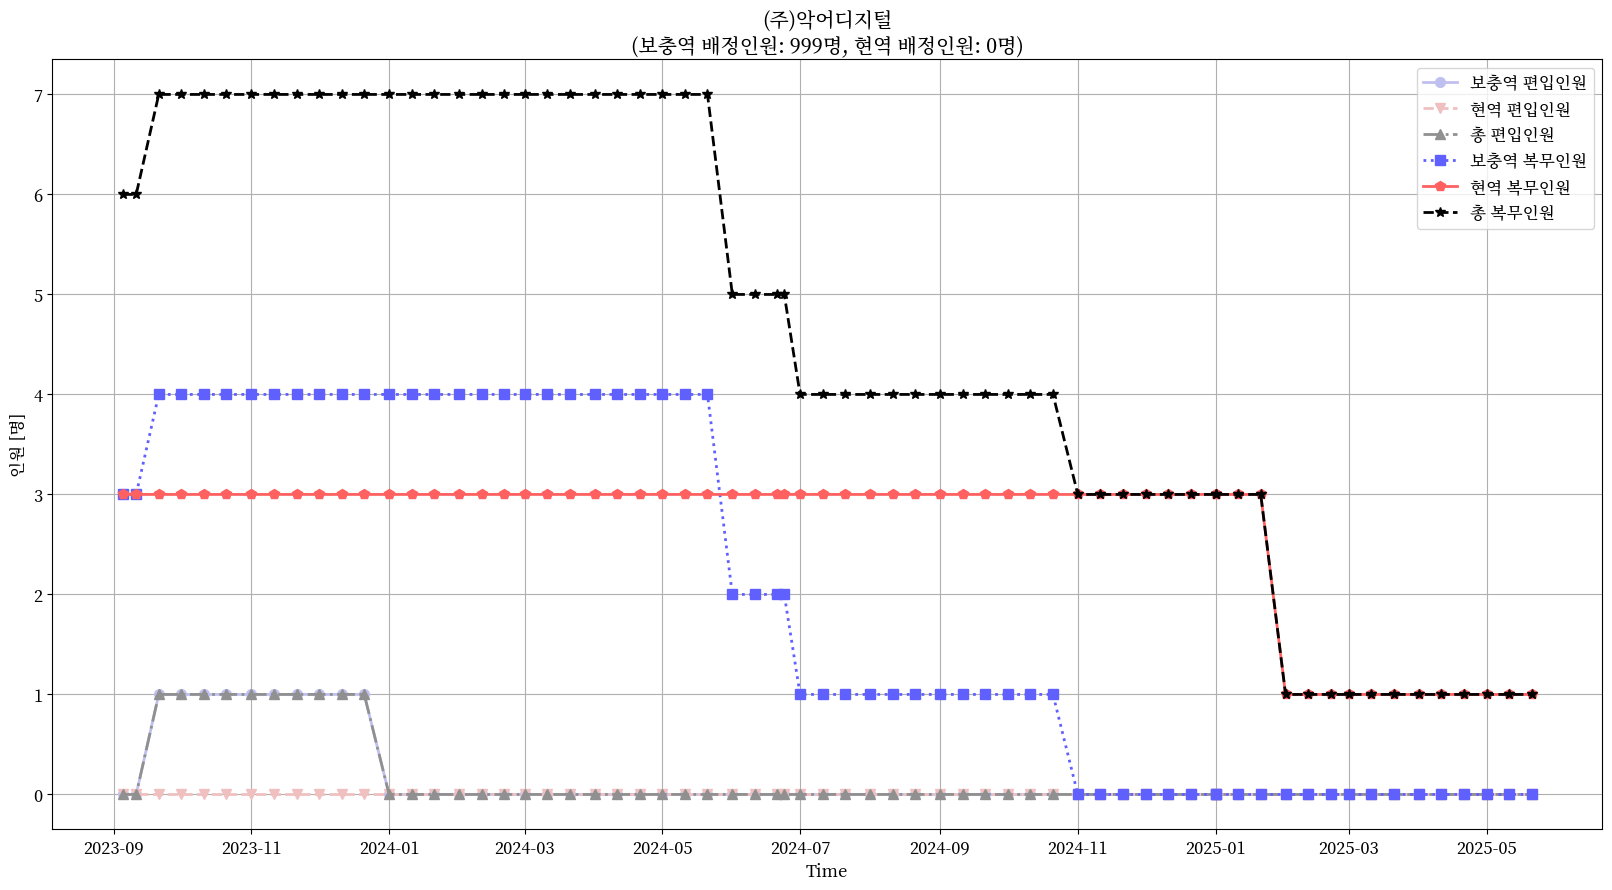 (주)악어디지털
(보충역 배정인원: 999명, 현역 배정인원: 0명)
보충역 편입인원
현역 편입인원
총 편입인원
보충역 복무인원
현역 복무인원
총 복무인원
인원 [명]
7
6
5
4
3
2
1
0
2023-09
2023-11
2024-01
2024-03
2024-05
2024-07
2024-09
2024-11
2025-01
2025-03
2025-05
Time